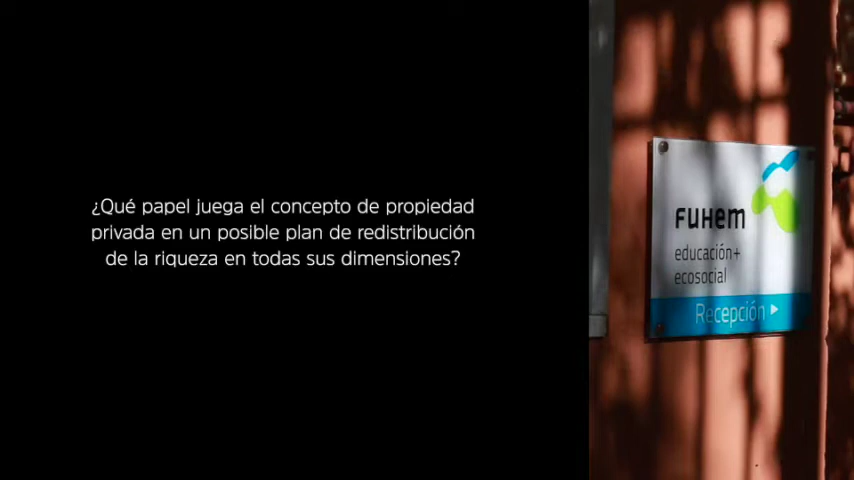 ¿Qué papel juega el concepto de propiedad
privada en un posible plan de redistribución
de la riqueza en todas sus dimensiones?
FUHEM
educación+
ecosocial
Recepción